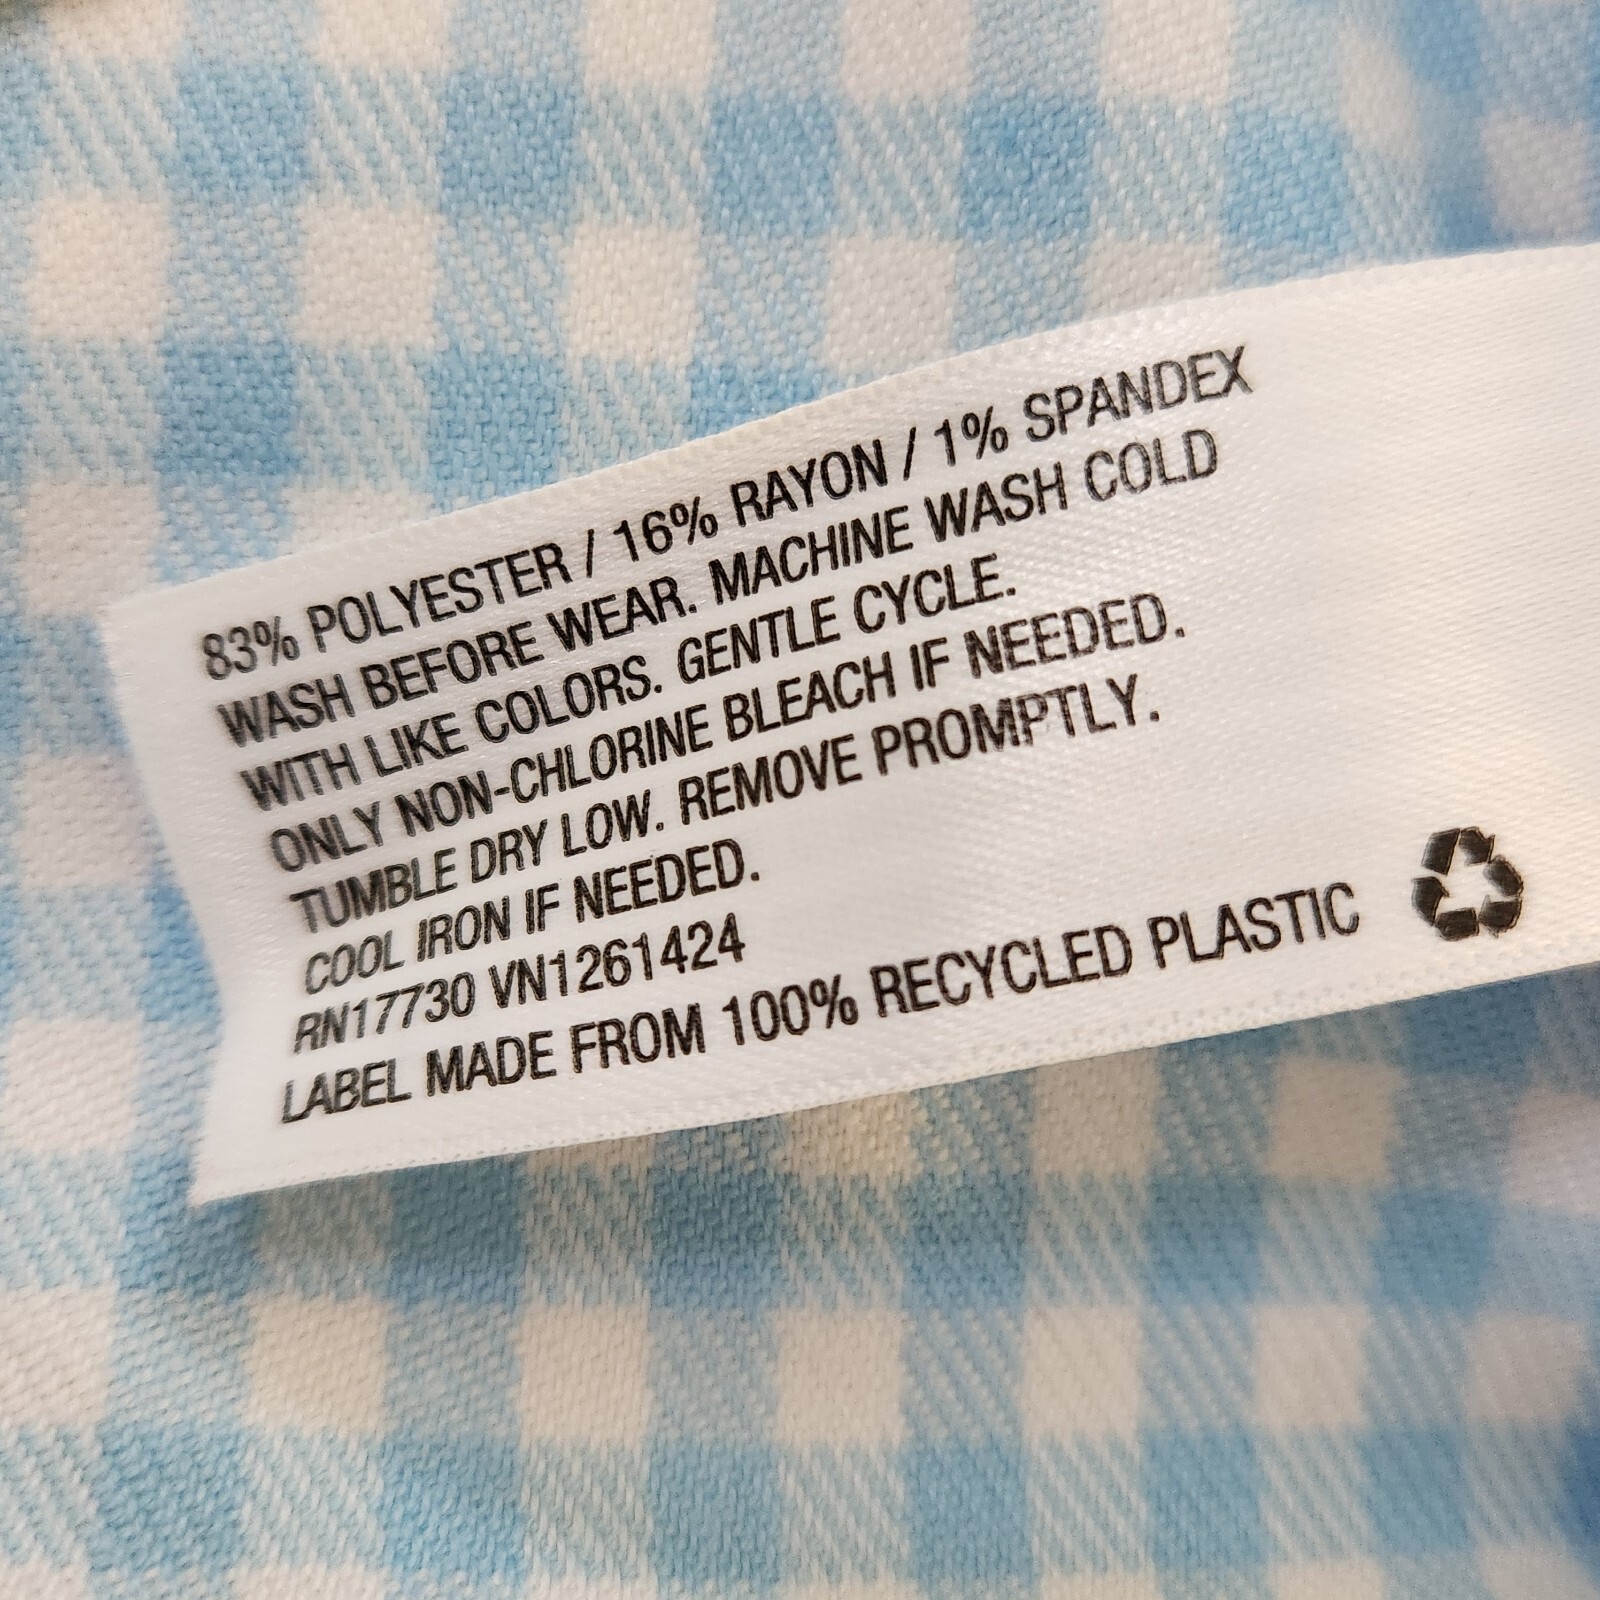 83% POLYESTER / 16% RAYON / 1% SPANDEX
WASH BEFORE WEAR. MACHINE WASH COLD
WITH LIKE COLORS. GENTLE CYCLE.
ONLY NON-CHLORINE BLEACH IF NEEDED.
TUMBLE DRY LOW. REMOVE PROMPTLY.
COOL IRON IF NEEDED.
RN17730 VN1261424
LABEL MADE FROM 100% RECYCLED PLASTIC